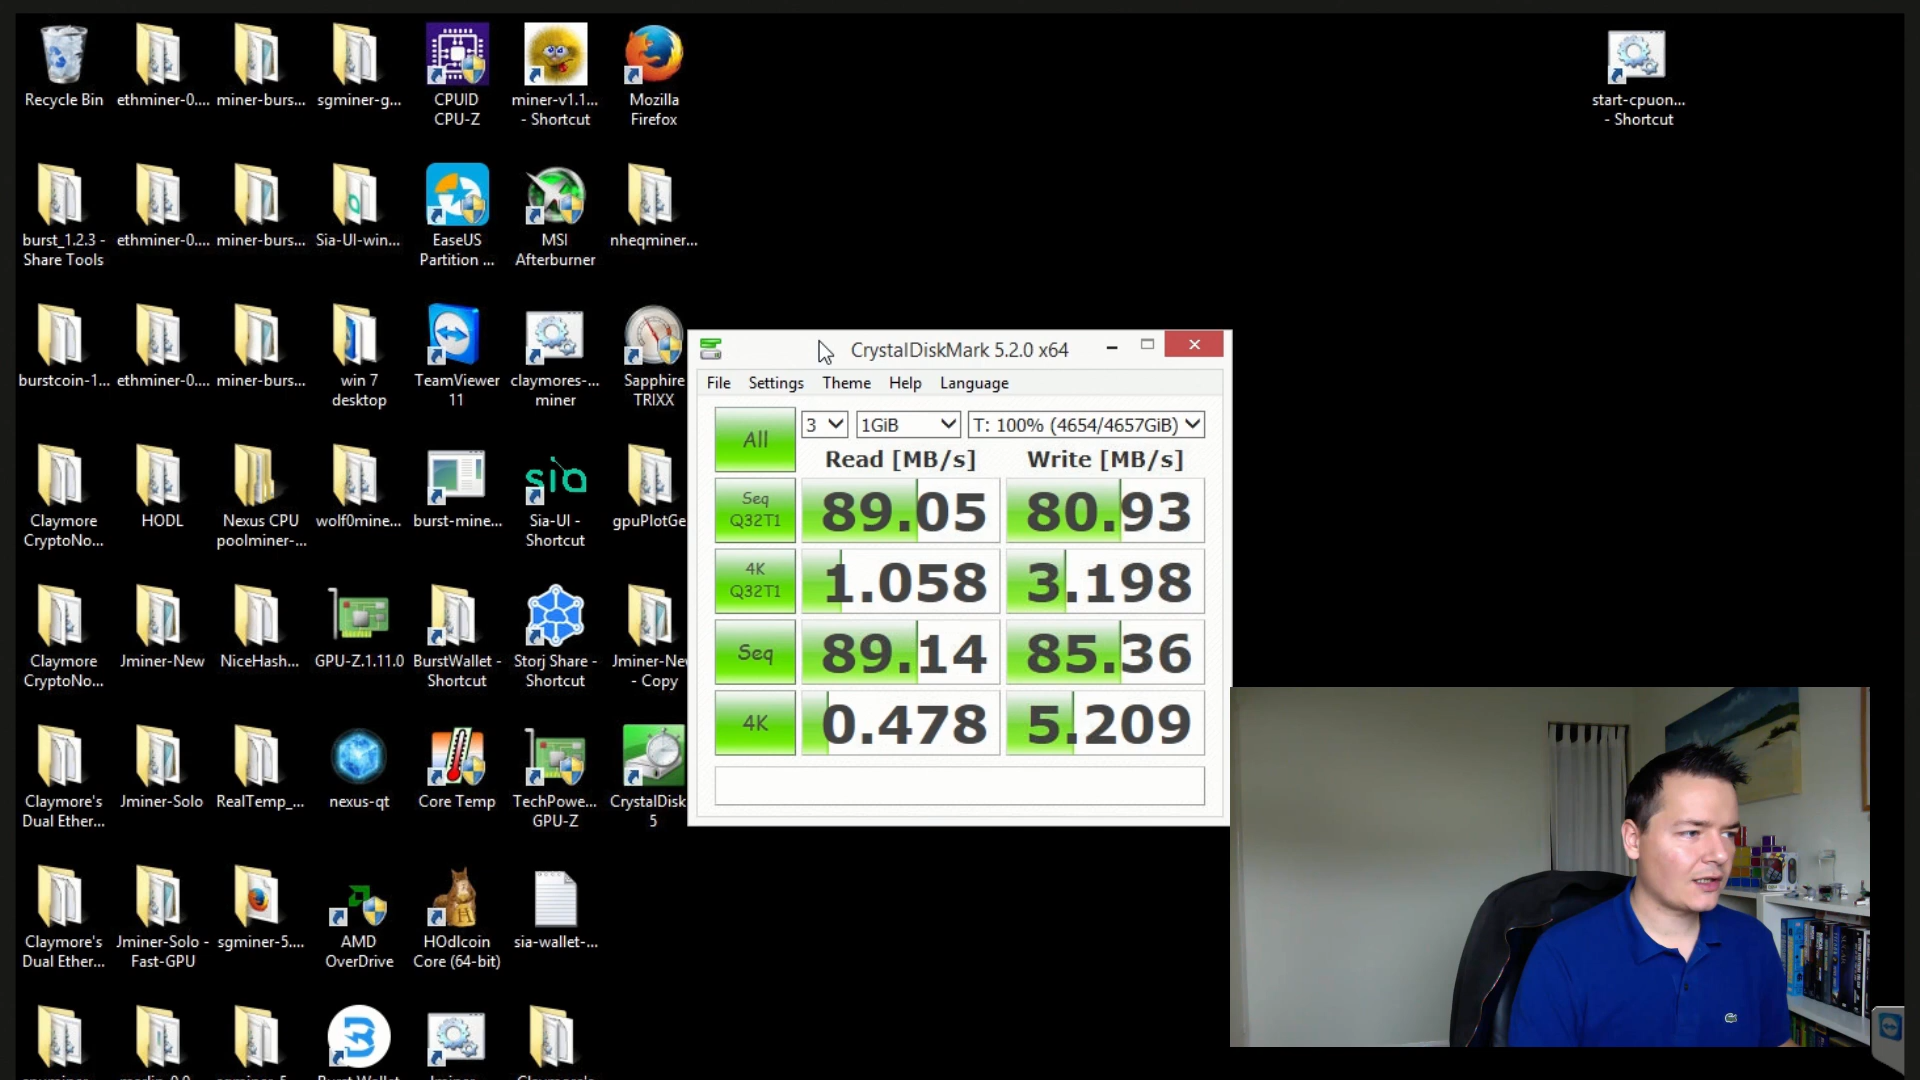 Recycle Bin
ethminer-0....
miner-burs...
sgminer-g...
CPUID
CPU-Z
miner-v1.1...
- Shortcut
Mozilla
Firefox
start-cpuon...
- Shortcut
burst_1.2.3 -
Share Tools
ethminer-0....
miner-burs...
Sia-UI-win...
EaseUS
Partition ...
MSI
Afterburner
nheqminer...
burstcoin-1...
ethminer-0....
miner-burs...
win 7
desktop
TeamViewer
11
claymores-...
miner
Sapphire
TRIXX
CrystalDiskMark 5.2.0 x64
File Settings Theme Help Language
All
3
1GiB
T: 100% (4654/4657GiB)
Read [MB/s]
Write [MB/s]
Seq
Q32T1
89.05
80.93
4K
Q32T1
1.058
3.198
Seq
89.14
85.36
4K
0.478
5.209
Claymore
CryptoNo...
HODL
Nexus CPU
poolminer-...
wolf0mine...
burst-mine...
sia
Sia-UI -
Shortcut
gpuPlotGe
Claymore
CryptoNo...
Jminer-New
NiceHash...
GPU-Z.1.11.0
BurstWallet -
Shortcut
Storj Share -
Shortcut
Jminer-Ne
- Copy
Claymore's
Dual Ether...
Jminer-Solo
RealTemp_...
nexus-qt
Core Temp
TechPowe...
GPU-Z
CrystalDisk
5
Claymore's
Dual Ether...
Jminer-Solo -
Fast-GPU
sgminer-5....
AMD
OverDrive
HOdlcoin
Core (64-bit)
sia-wallet-...